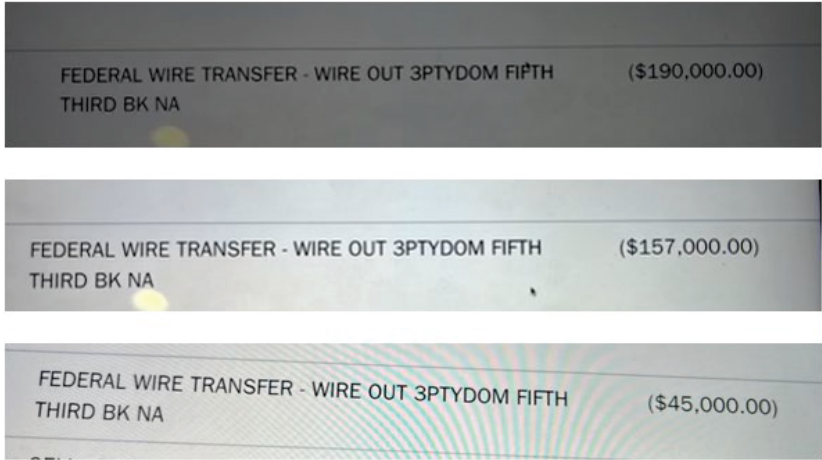 FEDERAL WIRE TRANSFER - WIRE OUT 3PTYDOM FIFTH ($190,000.00)
THIRD BK NA
FEDERAL WIRE TRANSFER - WIRE OUT 3PTYDOM FIFTH ($157,000.00)
THIRD BK NA
FEDERAL WIRE TRANSFER - WIRE OUT 3PTYDOM FIFTH ($45,000.00)
THIRD BK NA